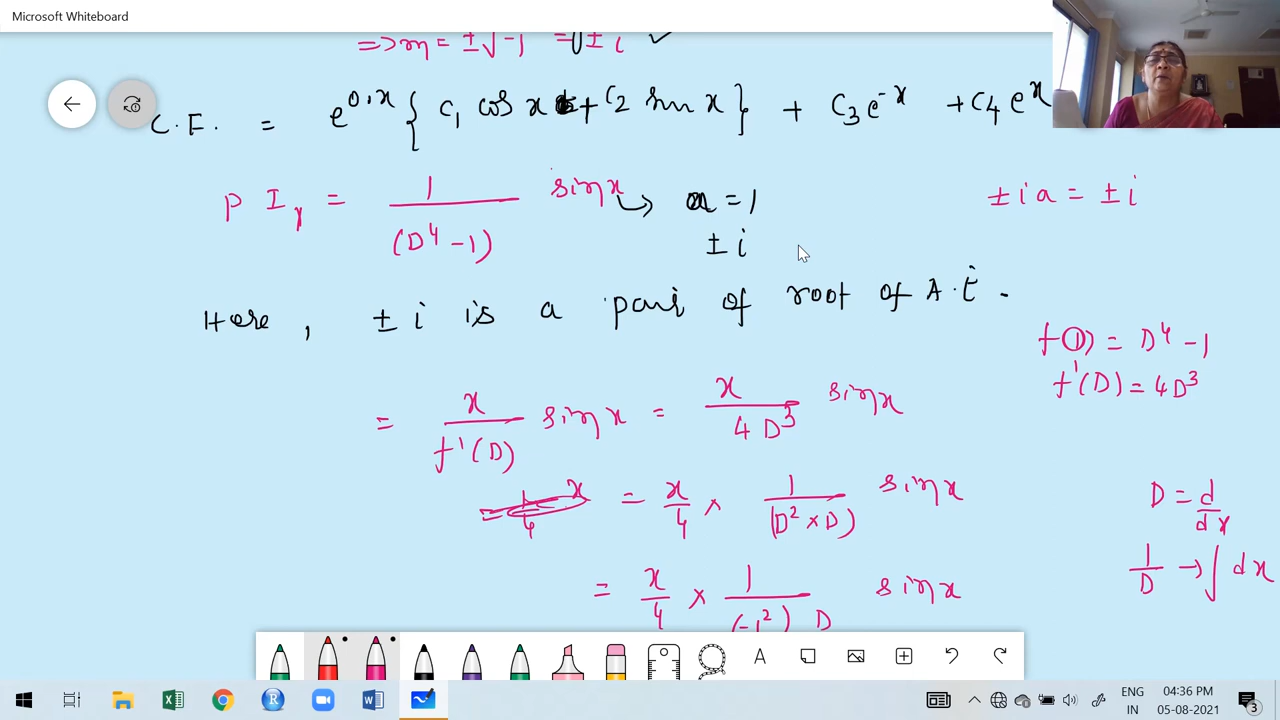 Microsoft Whiteboard
=> m = ±√-1 = 0 ± i ✓
C.F. = e^{0.x} { C₁ cos x + C₂ sin x } + C₃e^{-x} + C₄e^{x}
P I₁ = 1/(D⁴ -1) sin x → a = 1
± i a = ± i
± i
Here, ± i is a pair of root of A.E.
f(D) = D⁴ - 1
f'(D) = 4D³
= x/f'(D) sin x = x/4D³ sin x
= x/4 × 1/(D² × D) sin x
D = d/dx
1/D → ∫ dx
= x/4 × 1/(-1²) D sin x
A
W
ENG
IN
04:36 PM
05-08-2021
3